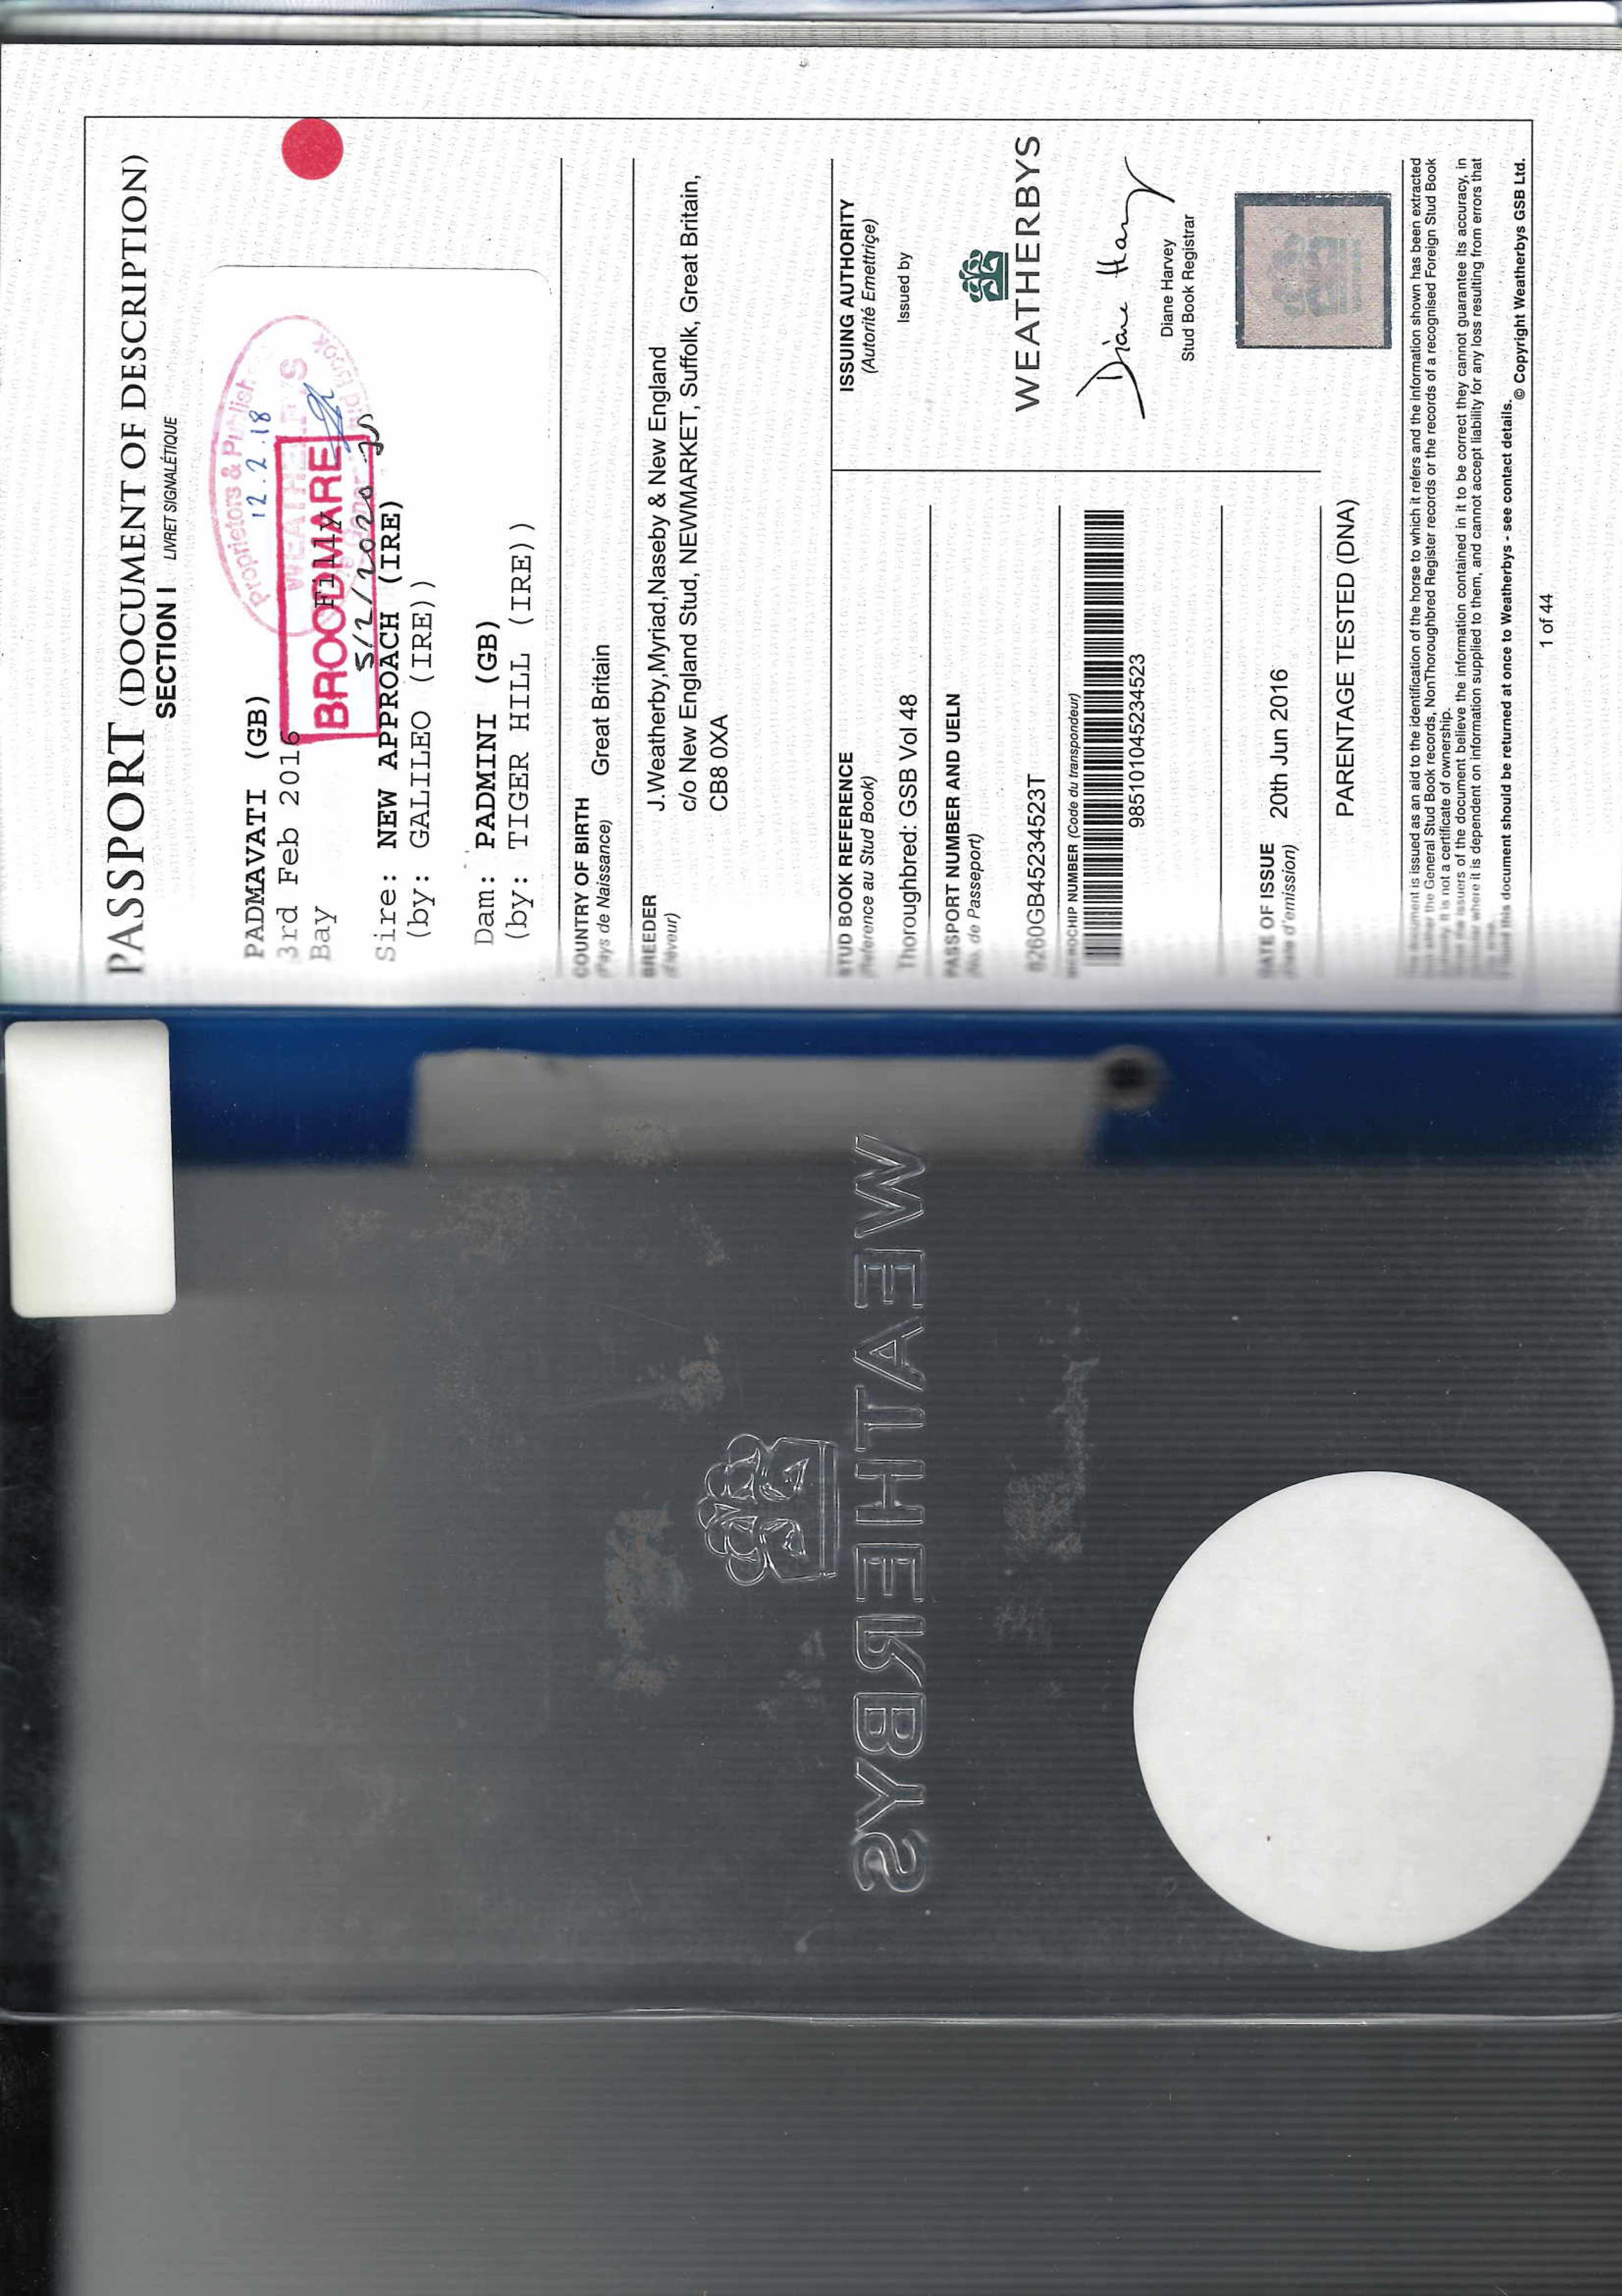 PASSPORT (DOCUMENT OF DESCRIPTION)
SECTION I LIVRET SIGNALÉTIQUE
Proprietors & Publish
12.2.18
WEATHERBYS
PADMAVATI (GB)
3rd Feb 2016
Bay Filly
BROODMARE
5/2/2020
Sire: NEW APPROACH (IRE)
(by: GALILEO (IRE))
Dam: PADMINI (GB)
(by: TIGER HILL (IRE))
COUNTRY OF BIRTH
(Pays de Naissance) Great Britain
BREEDER
(Eleveur)
J.Weatherby,Myriad,Naseby & New England
c/o New England Stud, NEWMARKET, Suffolk, Great Britain,
CB8 0XA
STUD BOOK REFERENCE
(Reference au Stud Book)
Thoroughbred: GSB Vol 48
PASSPORT NUMBER AND UELN
(No. de Passeport)
8260GB45234523T
MICROCHIP NUMBER (Code du transpondeur)
985101045234523
DATE OF ISSUE
(Date d'emission) 20th Jun 2016
ISSUING AUTHORITY
(Autorité Emettriçe)
Issued by
WEATHERBYS
Diane Harvey
Diane Harvey
Stud Book Registrar
PARENTAGE TESTED (DNA)
document is issued as an aid to the identification of the horse to which it refers and the information shown has been extracted
the General Stud Book records, NonThoroughbred Register records or the records of a recognised Foreign Stud Book
It is not a certificate of ownership.
the issuers of the document believe the information contained in it to be correct they cannot guarantee its accuracy, in
where it is dependent on information supplied to them, and cannot accept liability for any loss resulting from errors that
this document should be returned at once to Weatherbys - see contact details. © Copyright Weatherbys GSB Ltd.
1 of 44
WEATHERBYS